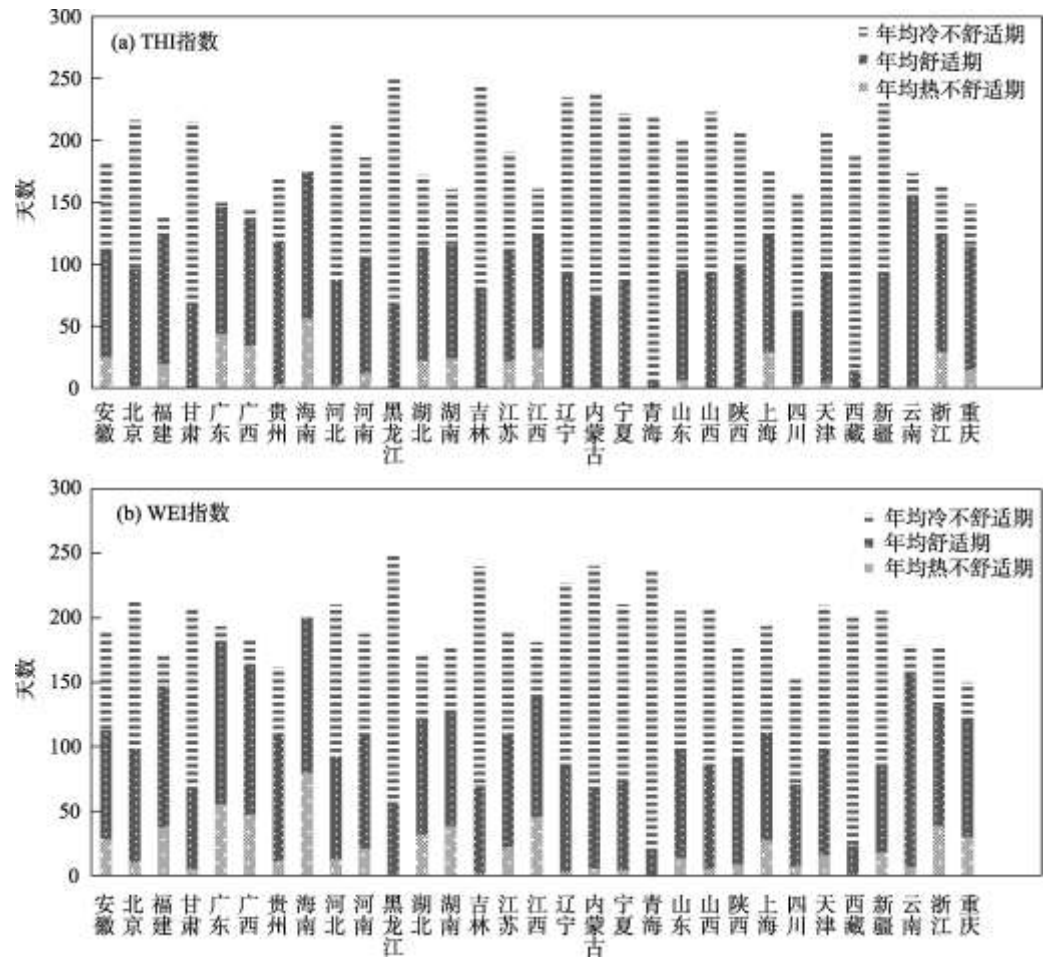 (a) THI指数
年均冷不舒适期
年均舒适期
年均热不舒适期
天数
300
250
200
150
100
50
0
安徽 北京 福建 甘肃 广东 广西 贵州 海南 河北 河南 黑龙江 湖北 湖南 吉林 江苏 江西 辽宁 内蒙古 宁夏 青海 山东 山西 陕西 上海 四川 天津 西藏 新疆 云南 浙江 重庆
(b) WEI指数
年均冷不舒适期
年均舒适期
年均热不舒适期
天数
300
250
200
150
100
50
0
安徽 北京 福建 甘肃 广东 广西 贵州 海南 河北 河南 黑龙江 湖北 湖南 吉林 江苏 江西 辽宁 内蒙古 宁夏 青海 山东 山西 陕西 上海 四川 天津 西藏 新疆 云南 浙江 重庆